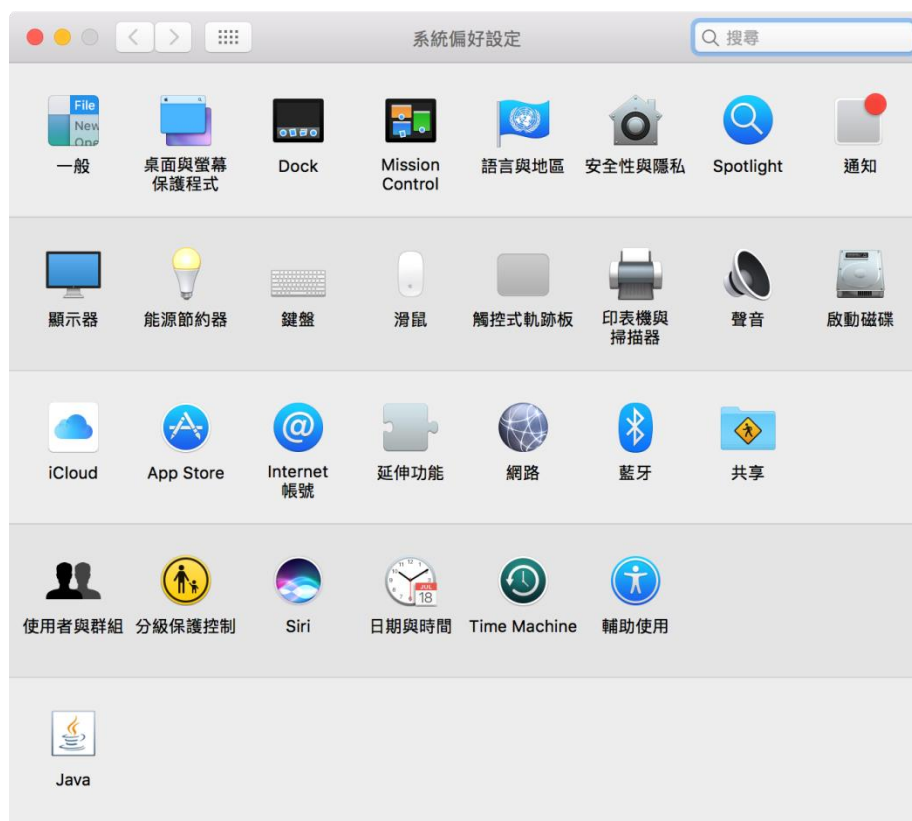 系統偏好設定
搜尋
File
New
Ope
一般
桌面與螢幕
保護程式
Dock
Mission
Control
語言與地區
安全性與隱私
Spotlight
通知
顯示器
能源節約器
鍵盤
滑鼠
觸控式軌跡板
印表機與
掃描器
聲音
啟動磁碟
iCloud
App Store
@
Internet
帳號
延伸功能
網路
藍牙
共享
使用者與群組
分級保護控制
Siri
JUL
18
日期與時間
Time Machine
輔助使用
Java